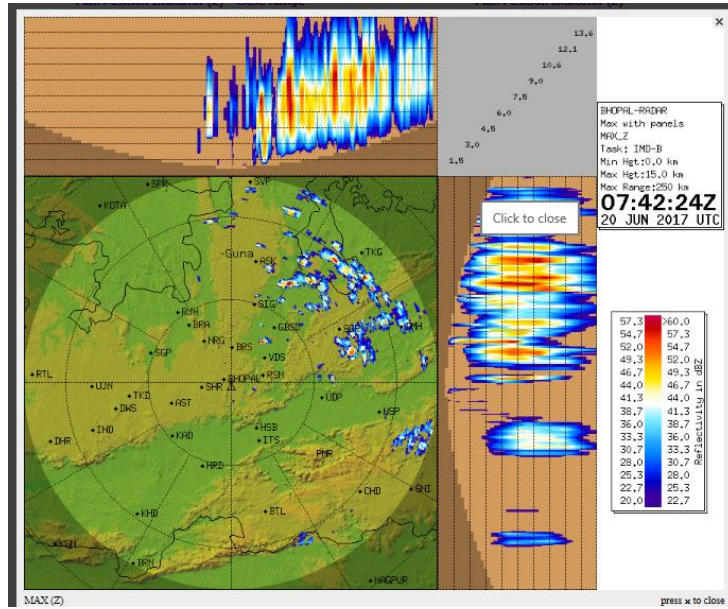 13.6
12.1
10.6
9.0
7.5
6.0
4.5
3.0
1.5
×
BHOPAL-RADAR
Max with panels
MAX_Z
Task: IMD-B
Min Hgt:0.0 km
Max Hgt:15.0 km
Max Range:250 km
07:42:24Z
20 JUN 2017 UTC
Click to close
SVP
KOTA
Guna
ASK
TKG
SIG
RJH
BRA
GBSD
NRG
BRS
SGP
VDS
RTL
BHOPAL
RSN
UJN
SHR
TKD
UDP
DWS
AST
NSP
IND
HSB
DHR
KAD
ITS
PMR
HRD
CHD
SNI
KHD
BTL
BRN
NAGPUR
57.3 >60.0
54.7 57.3
52.0 54.7
49.3 52.0
46.7 49.3
44.0 46.7
41.3 44.0
38.7 41.3
36.0 38.7
33.3 36.0
30.7 33.3
28.0 30.7
25.3 28.0
22.7 25.3
20.0 22.7
Reflectivity in dBZ
MAX (Z)
press × to close